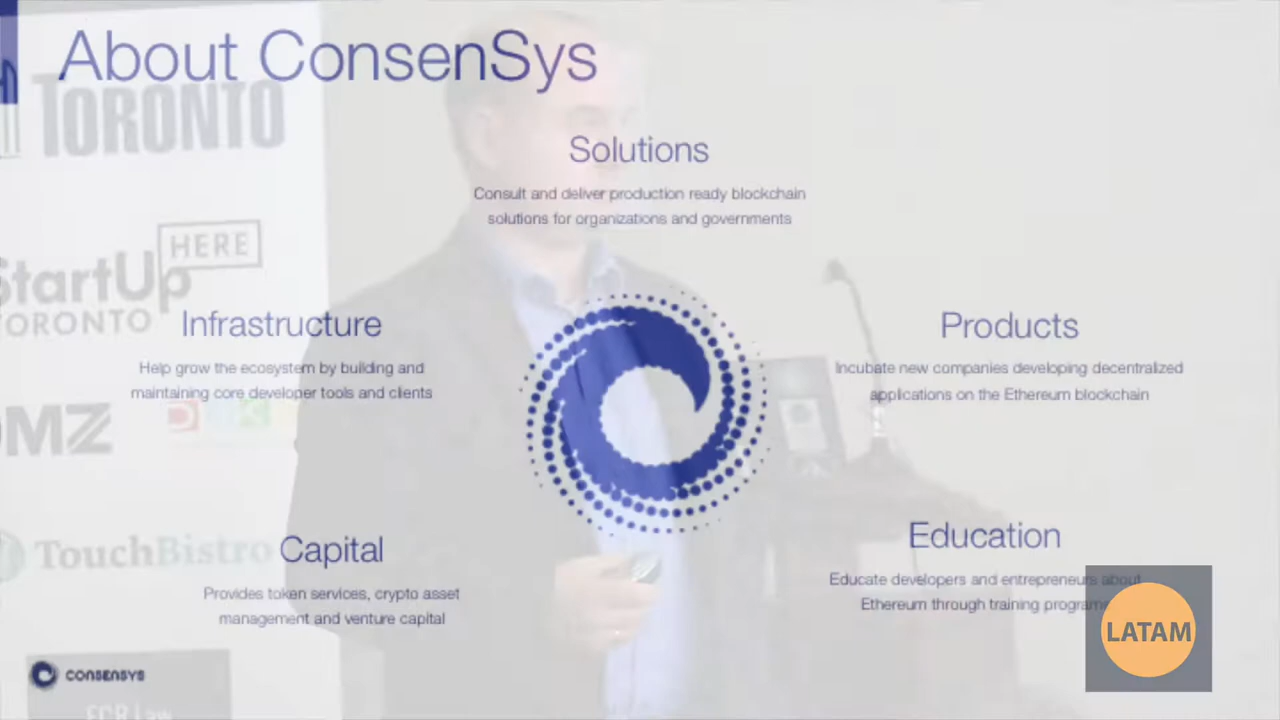 About ConsenSys
TORONTO
Solutions
Consult and deliver production ready blockchain
solutions for organizations and governments
HERE
StartUp
TORONTO
Infrastructure
Help grow the ecosystem by building and
maintaining core developer tools and clients
Products
Incubate new companies developing decentralized
applications on the Ethereum blockchain
DMZ
TouchBistro
Capital
Provides token services, crypto asset
management and venture capital
Education
Educate developers and entrepreneurs about
Ethereum through training programs
LATAM
CONSENSYS